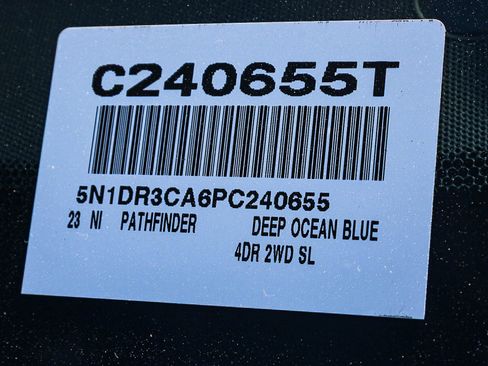 C240655T
5N1DR3CA6PC240655
23 NI PATHFINDER DEEP OCEAN BLUE
4DR 2WD SL